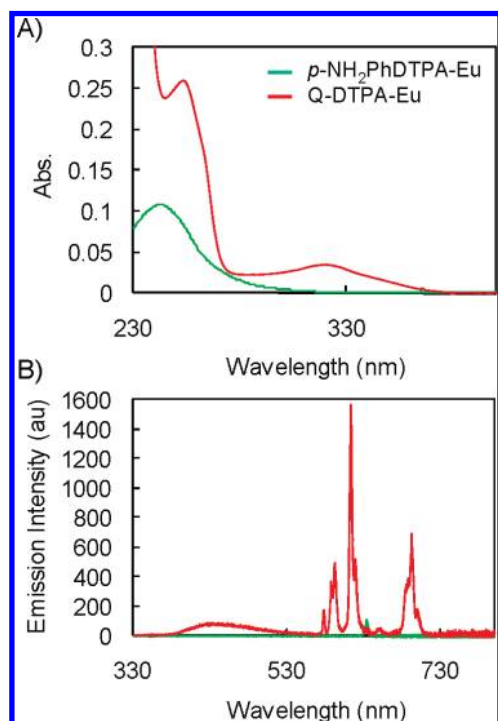 A)
0.3
0.25
0.2
0.15
0.1
0.05
0
Abs.
p-NH₂PhDTPA-Eu
Q-DTPA-Eu
230
330
Wavelength (nm)
B)
1600
1400
1200
1000
800
600
400
200
0
Emission Intensity (au)
330
530
730
Wavelength (nm)